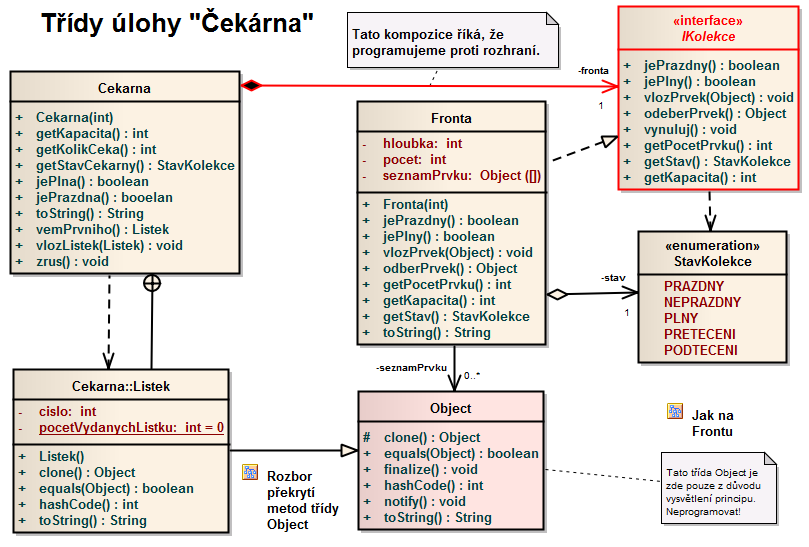 Třídy úlohy "Čekárna"
Tato kompozice říká, že
programujeme proti rozhraní.
«interface»
IKolekce
+ jePrazdny() : boolean
+ jePlny() : boolean
+ vlozPrvek(Object) : void
+ odeberPrvek() : Object
+ vynuluj() : void
+ getPocetPrvku() : int
+ getStav() : StavKolekce
+ getKapacita() : int
-fronta
1
Cekarna
+ Cekarna(int)
+ getKapacita() : int
+ getKolikCeka() : int
+ getStavCekarny() : StavKolekce
+ jePlna() : boolean
+ jePrazdna() : booelan
+ toString() : String
+ vemPrvniho() : Listek
+ vlozListek(Listek) : void
+ zrus() : void
Fronta
- hloubka: int
- pocet: int
- seznamPrvku: Object ([])
+ Fronta(int)
+ jePrazdny() : boolean
+ jePlny() : boolean
+ vlozPrvek(Object) : void
+ odberPrvek() : Object
+ getPocetPrvku() : int
+ getKapacita() : int
+ getStav() : StavKolekce
+ toString() : String
-stav
1
«enumeration»
StavKolekce
PRAZDNY
NEPRAZDNY
PLNY
PRETECENI
PODTECENI
-seznamPrvku
0..*
Cekarna::Listek
- cislo: int
- pocetVydanychListku: int = 0
+ Listek()
+ clone() : Object
+ equals(Object) : boolean
+ hashCode() : int
+ toString() : String
Rozbor
překrytí
metod třídy
Object
Object
# clone() : Object
+ equals(Object) : boolean
+ finalize() : void
+ hashCode() : int
+ notify() : void
+ toString() : String
Jak na
Frontu
Tato třída Object je
zde pouze z důvodu
vysvětlení principu.
Neprogramovat!